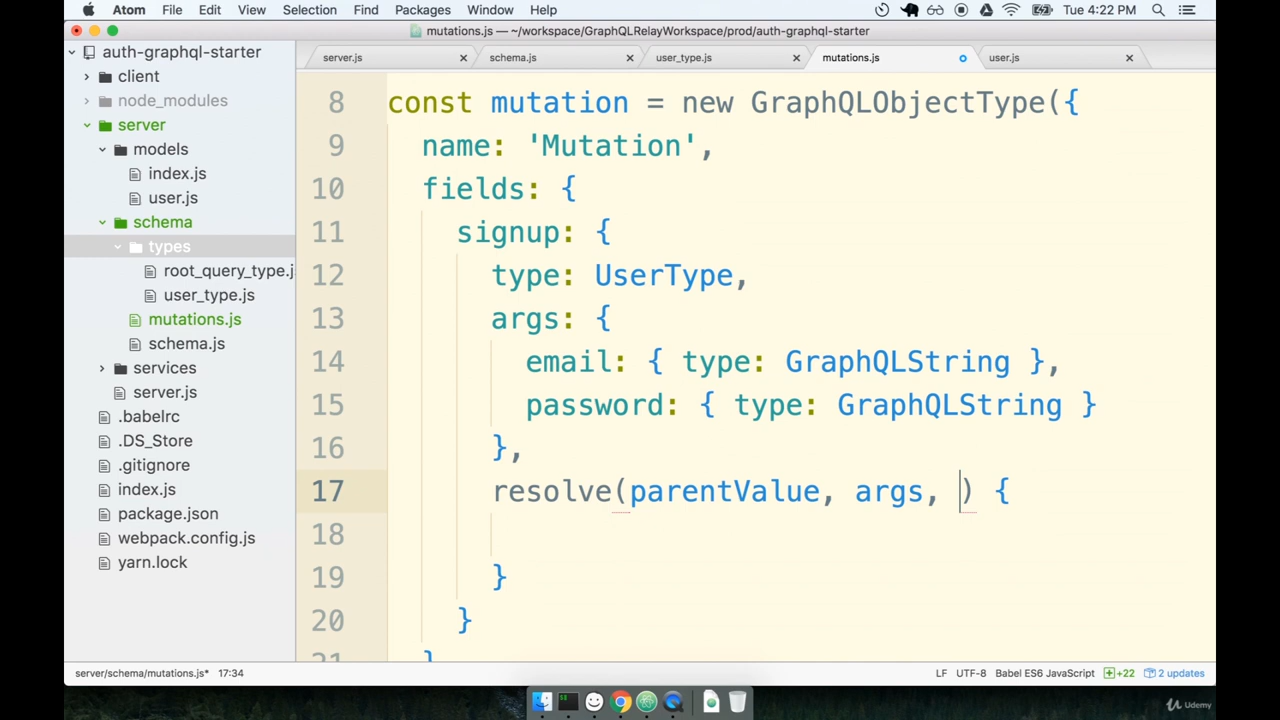 Atom File Edit View Selection Find Packages Window Help Tue 4:22 PM
mutations.js — ~/workspace/GraphQLRelayWorkspace/prod/auth-graphql-starter
auth-graphql-starter
client
node_modules
server
models
index.js
user.js
schema
types
root_query_type.j
user_type.js
mutations.js
schema.js
services
server.js
.babelrc
.DS_Store
.gitignore
index.js
package.json
webpack.config.js
yarn.lock
server.js schema.js user_type.js mutations.js user.js
8 const mutation = new GraphQLObjectType({
9 name: 'Mutation',
10 fields: {
11 signup: {
12 type: UserType,
13 args: {
14 email: { type: GraphQLString },
15 password: { type: GraphQLString }
16 },
17 resolve(parentValue, args, ) {
18
19 }
20 }
21 }
server/schema/mutations.js* 17:34 LF UTF-8 Babel ES6 JavaScript +22 2 updates
Udemy